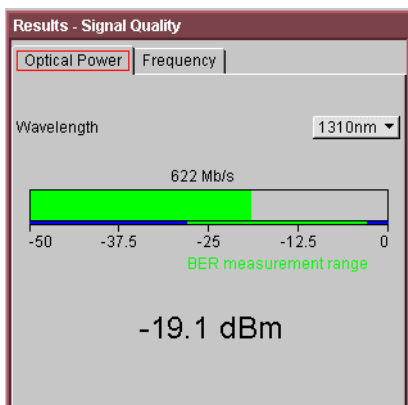 Results - Signal Quality
Optical Power Frequency
Wavelength 1310nm
622 Mb/s
-50 -37.5 -25 -12.5 0
BER measurement range
-19.1 dBm